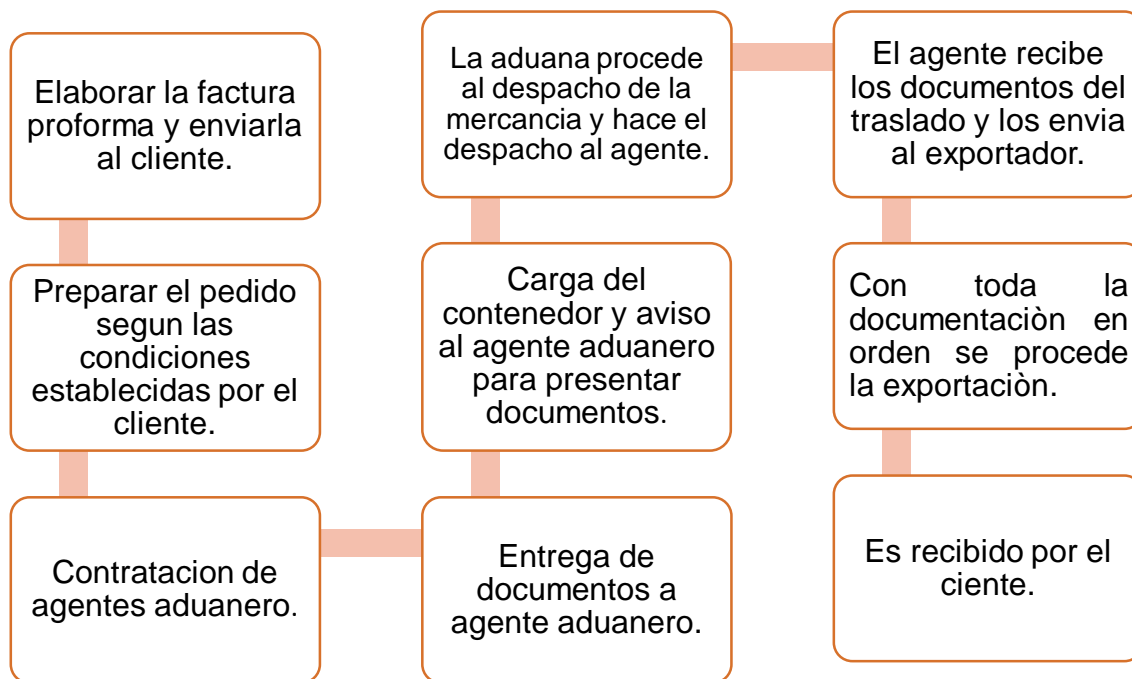 Elaborar la factura
proforma y enviarla
al cliente.
Preparar el pedido
segun las
condiciones
establecidas por el
cliente.
Contratacion de
agentes aduanero.
Entrega de
documentos a
agente aduanero.
Carga del
contenedor y aviso
al agente aduanero
para presentar
documentos.
La aduana procede
al despacho de la
mercancia y hace el
despacho al agente.
El agente recibe
los documentos del
traslado y los envia
al exportador.
Con toda la
documentaciòn en
orden se procede
la exportaciòn.
Es recibido por el
ciente.